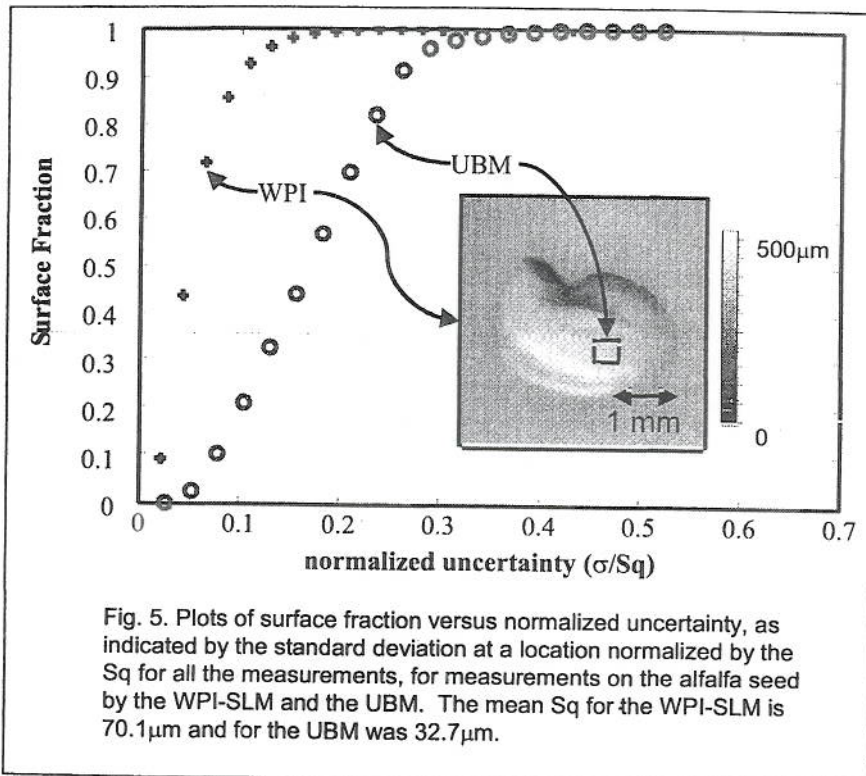 1
0.9
0.8
0.7
0.6
0.5
0.4
0.3
0.2
0.1
0
Surface Fraction
WPI
UBM
500µm
0
1 mm
0 0.1 0.2 0.3 0.4 0.5 0.6 0.7
normalized uncertainty (σ/Sq)
Fig. 5. Plots of surface fraction versus normalized uncertainty, as
indicated by the standard deviation at a location normalized by the
Sq for all the measurements, for measurements on the alfalfa seed
by the WPI-SLM and the UBM. The mean Sq for the WPI-SLM is
70.1µm and for the UBM was 32.7µm.